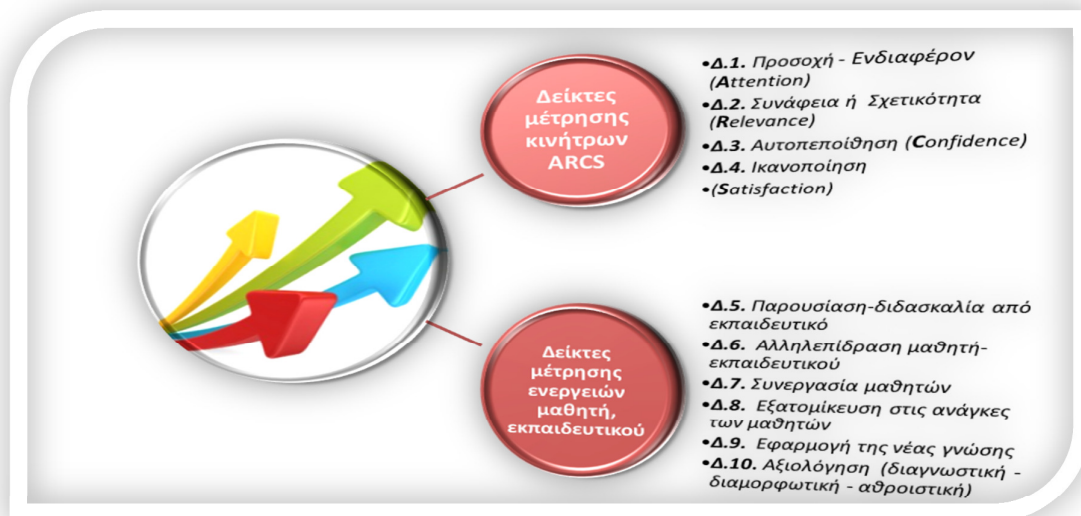 Δείκτες
μέτρησης
κινήτρων
ARCS
•Δ.1. Προσοχή - Ενδιαφέρον
(Attention)
•Δ.2. Συνάφεια ή Σχετικότητα
(Relevance)
•Δ.3. Αυτοπεποίθηση (Confidence)
•Δ.4. Ικανοποίηση
•(Satisfaction)
Δείκτες
μέτρησης
ενεργειών
μαθητή,
εκπαιδευτικού
•Δ.5. Παρουσίαση-διδασκαλία από
εκπαιδευτικό
•Δ.6. Αλληλεπίδραση μαθητή-
εκπαιδευτικού
•Δ.7. Συνεργασία μαθητών
•Δ.8. Εξατομίκευση στις ανάγκες
των μαθητών
•Δ.9. Εφαρμογή της νέας γνώσης
•Δ.10. Αξιολόγηση (διαγνωστική -
διαμορφωτική - αθροιστική)